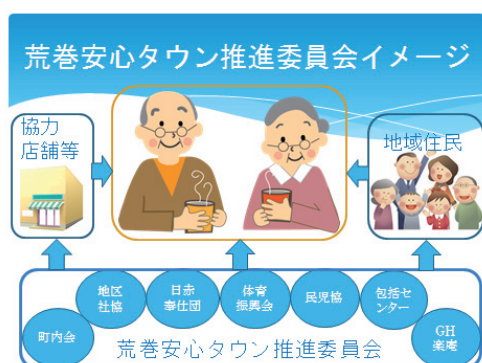 荒巻安心タウン推進委員会イメージ
協力
店舗等
地域住民
町内会
地区
社協
日赤
奉仕団
体育
振興会
民児協
包括セ
ンター
GH
楽庵
荒巻安心タウン推進委員会